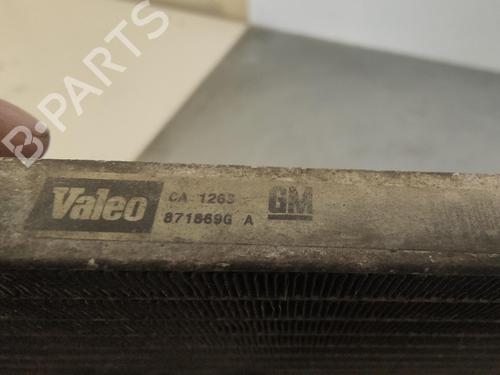 B-PARTS
Valeo
CA 1263
871869G A
GM